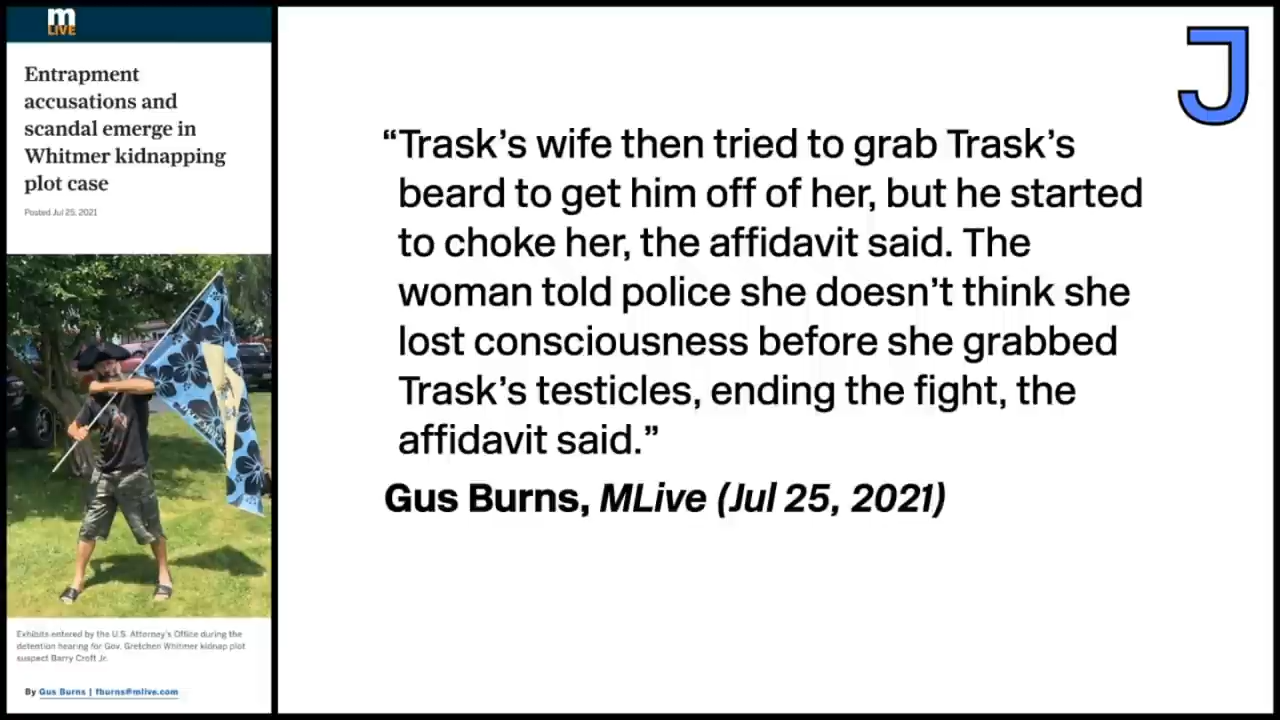 m
LIVE
Entrapment
accusations and
scandal emerge in
Whitmer kidnapping
plot case
Posted Jul 25, 2021
Exhibits entered by the U.S. Attorney's Office during the
detention hearing for Gov. Gretchen Whitmer kidnap plot
suspect Barry Croft Jr.
By Gus Burns | fburns@mlive.com
J
“Trask’s wife then tried to grab Trask’s
beard to get him off of her, but he started
to choke her, the affidavit said. The
woman told police she doesn’t think she
lost consciousness before she grabbed
Trask’s testicles, ending the fight, the
affidavit said.”
Gus Burns, MLive (Jul 25, 2021)